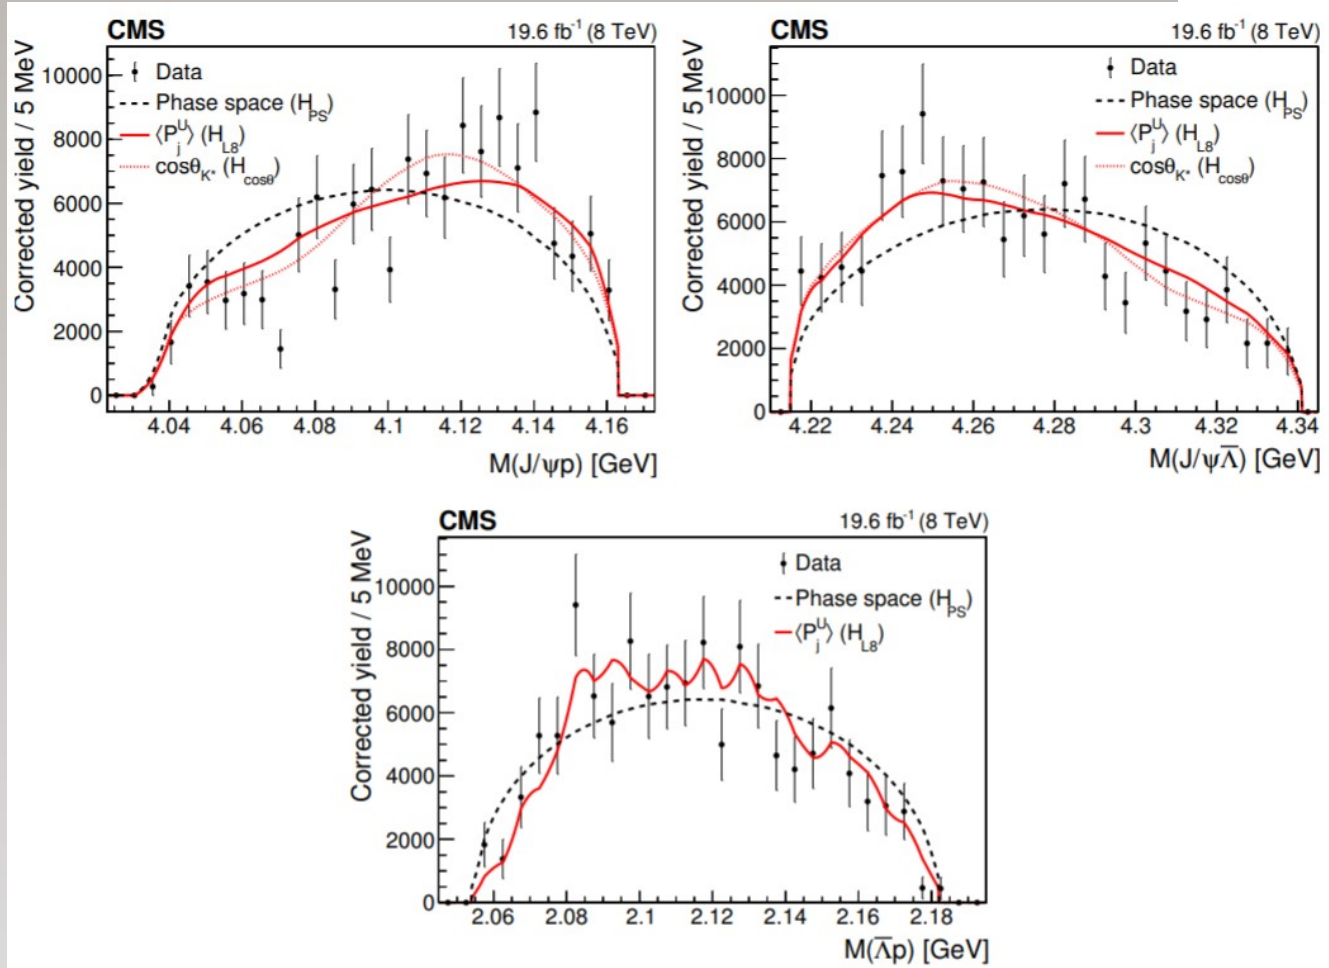 CMS 19.6 fb⁻¹ (8 TeV)
Corrected yield / 5 MeV
Data
Phase space (H_PS)
⟨P_j^U⟩ (H_L8)
cosθ_K* (H_cosθ)
10000
8000
6000
4000
2000
0
4.04 4.06 4.08 4.1 4.12 4.14 4.16
M(J/ψp) [GeV]
CMS 19.6 fb⁻¹ (8 TeV)
Corrected yield / 5 MeV
Data
Phase space (H_PS)
⟨P_j^U⟩ (H_L8)
cosθ_K* (H_cosθ)
10000
8000
6000
4000
2000
0
4.22 4.24 4.26 4.28 4.3 4.32 4.34
M(J/ψΛ̅) [GeV]
CMS 19.6 fb⁻¹ (8 TeV)
Corrected yield / 5 MeV
Data
Phase space (H_PS)
⟨P_j^U⟩ (H_L8)
10000
8000
6000
4000
2000
0
2.06 2.08 2.1 2.12 2.14 2.16 2.18
M(Λ̅p) [GeV]